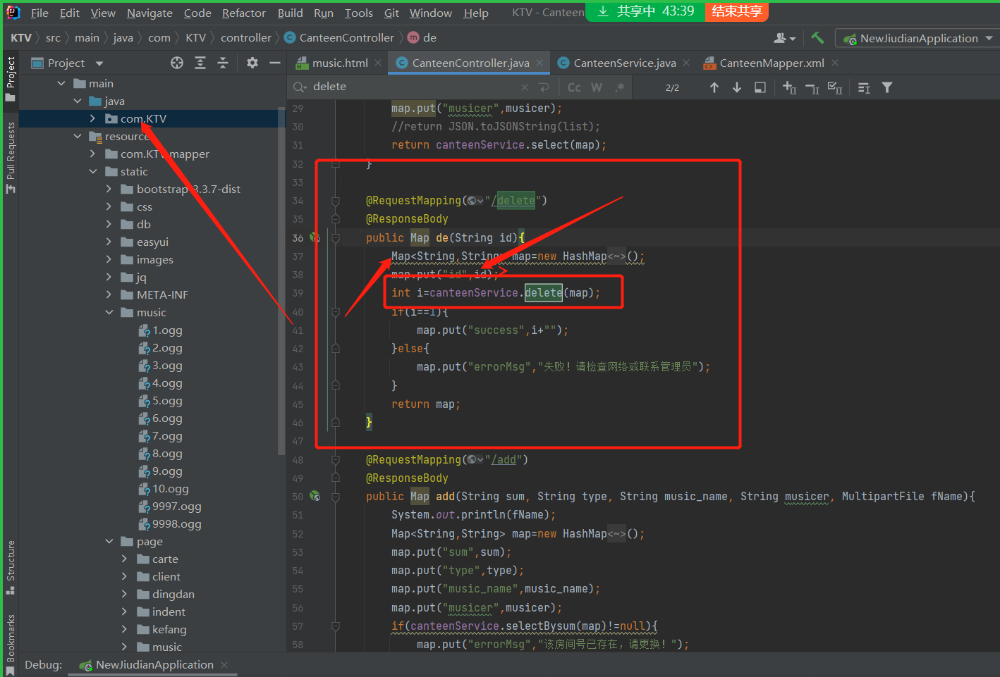 File Edit View Navigate Code Refactor Build Run Tools Git Window Help KTV - Canteen 共享中 43:39 结束共享
KTV src main java com KTV controller CanteenController de NewJiudianApplication
Project
music.html CanteenController.java CanteenService.java CanteenMapper.xml
delete Cc W .* 2/2
Project
Pull Requests
Structure
Bookmarks
main
java
com.KTV
resource
com.KTV.mapper
static
bootstrap-3.3.7-dist
css
db
easyui
images
jq
META-INF
music
1.ogg
2.ogg
3.ogg
4.ogg
5.ogg
6.ogg
7.ogg
8.ogg
9.ogg
10.ogg
9997.ogg
9998.ogg
page
carte
client
dingdan
indent
kefang
music
29 map.put("musicer",musicer);
30 //return JSON.toJSONString(list);
31 return canteenService.select(map);
32 }
33
34 @RequestMapping("/delete")
35 @ResponseBody
36 public Map de(String id){
37 Map<String,String> map=new HashMap<~>();
38 map.put("id",id);
39 int i=canteenService.delete(map);
40 if(i==1){
41 map.put("success",i+"");
42 }else{
43 map.put("errorMsg","失败！请检查网络或联系管理员");
44 }
45 return map;
46 }
47
48 @RequestMapping("/add")
49 @ResponseBody
50 public Map add(String sum, String type, String music_name, String musicer, MultipartFile fName){
51 System.out.println(fName);
52 Map<String,String> map=new HashMap<~>();
53 map.put("sum",sum);
54 map.put("type",type);
55 map.put("music_name",music_name);
56 map.put("musicer",musicer);
57 if(canteenService.selectBysum(map)!=null){
58 map.put("errorMsg","该房间号已存在，请更换！");
Debug: NewJiudianApplication